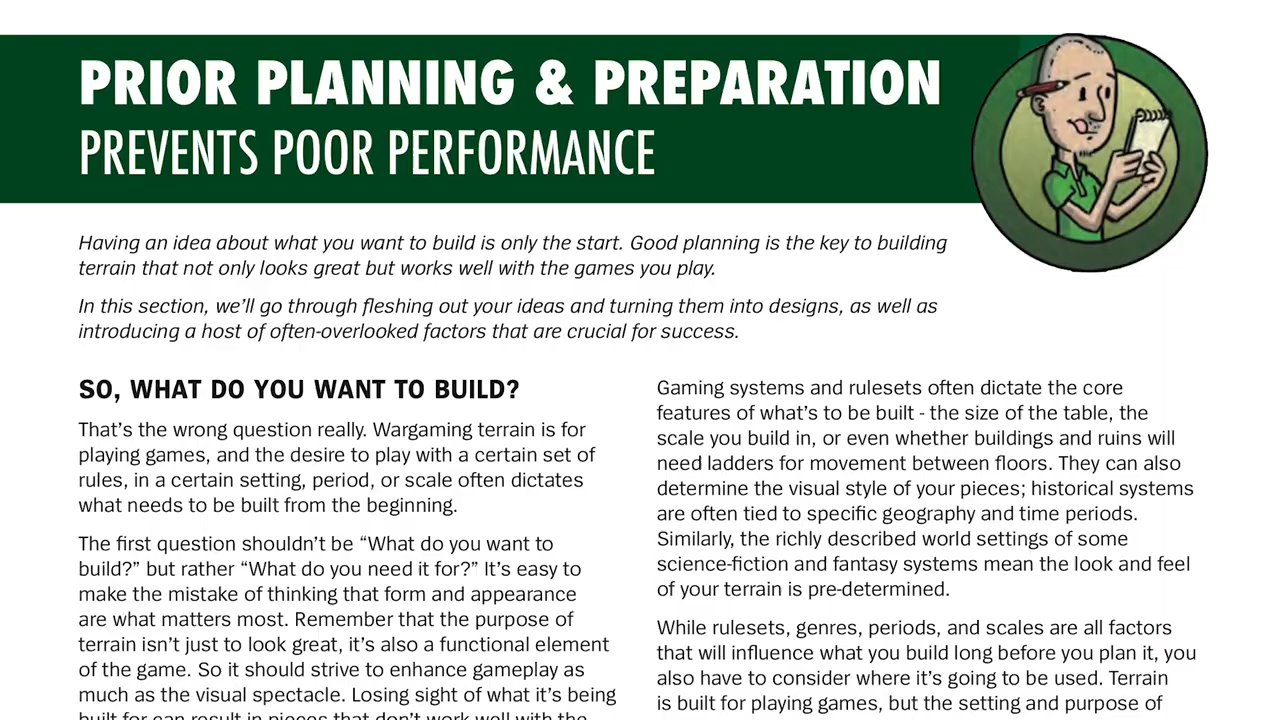 PRIOR PLANNING & PREPARATION
PREVENTS POOR PERFORMANCE
Having an idea about what you want to build is only the start. Good planning is the key to building
terrain that not only looks great but works well with the games you play.
In this section, we'll go through fleshing out your ideas and turning them into designs, as well as
introducing a host of often-overlooked factors that are crucial for success.
SO, WHAT DO YOU WANT TO BUILD?
That's the wrong question really. Wargaming terrain is for
playing games, and the desire to play with a certain set of
rules, in a certain setting, period, or scale often dictates
what needs to be built from the beginning.
The first question shouldn't be “What do you want to
build?” but rather “What do you need it for?” It's easy to
make the mistake of thinking that form and appearance
are what matters most. Remember that the purpose of
terrain isn't just to look great, it's also a functional element
of the game. So it should strive to enhance gameplay as
much as the visual spectacle. Losing sight of what it's being
built for can result in pieces that don't work well with the
Gaming systems and rulesets often dictate the core
features of what's to be built - the size of the table, the
scale you build in, or even whether buildings and ruins will
need ladders for movement between floors. They can also
determine the visual style of your pieces; historical systems
are often tied to specific geography and time periods.
Similarly, the richly described world settings of some
science-fiction and fantasy systems mean the look and feel
of your terrain is pre-determined.
While rulesets, genres, periods, and scales are all factors
that will influence what you build long before you plan it, you
also have to consider where it's going to be used. Terrain
is built for playing games, but the setting and purpose of